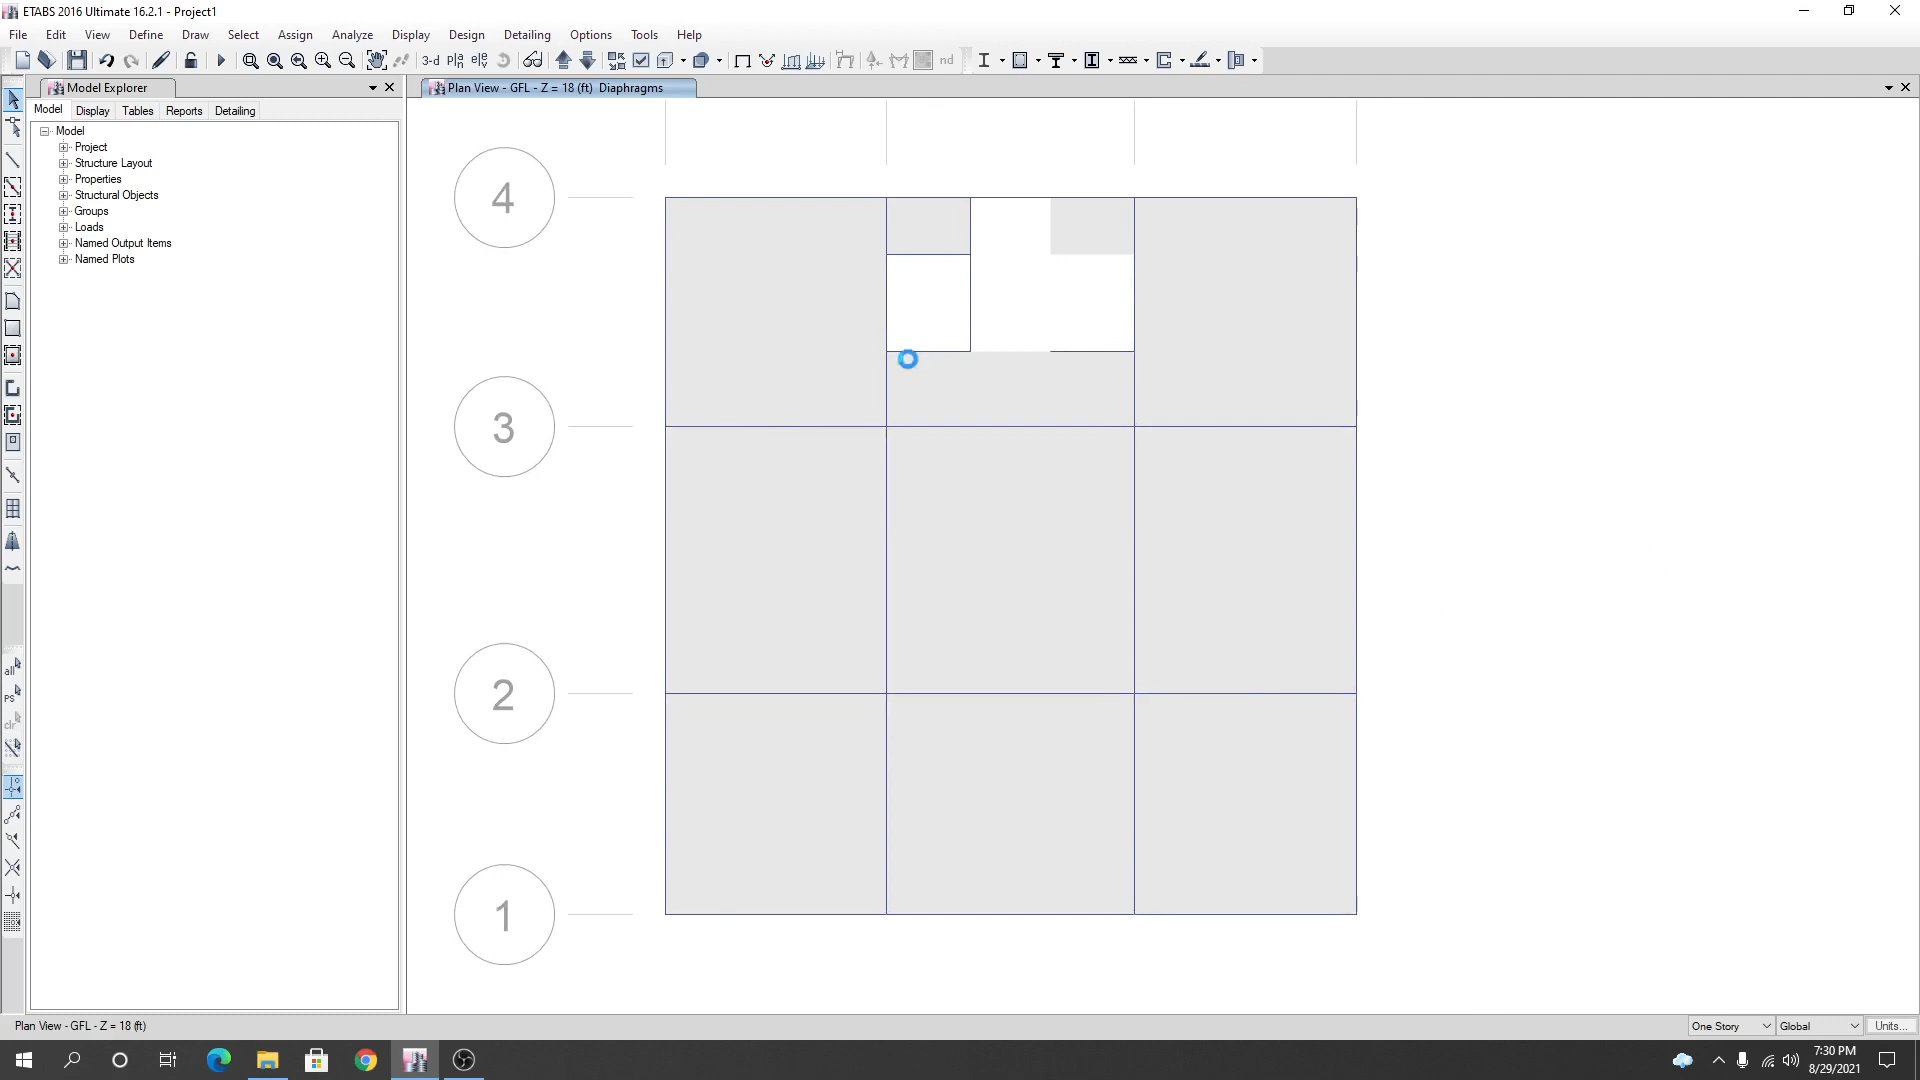 ETABS 2016 Ultimate 16.2.1 - Project1
File Edit View Define Draw Select Assign Analyze Display Design Detailing Options Tools Help
3-d nd
Model Explorer
Plan View - GFL - Z = 18 (ft) Diaphragms
Model Display Tables Reports Detailing
Model
Project
Structure Layout
Properties
Structural Objects
Groups
Loads
Named Output Items
Named Plots
4
3
2
1
all
PS
clr
Plan View - GFL - Z = 18 (ft)
One Story Global Units...
7:30 PM
8/29/2021